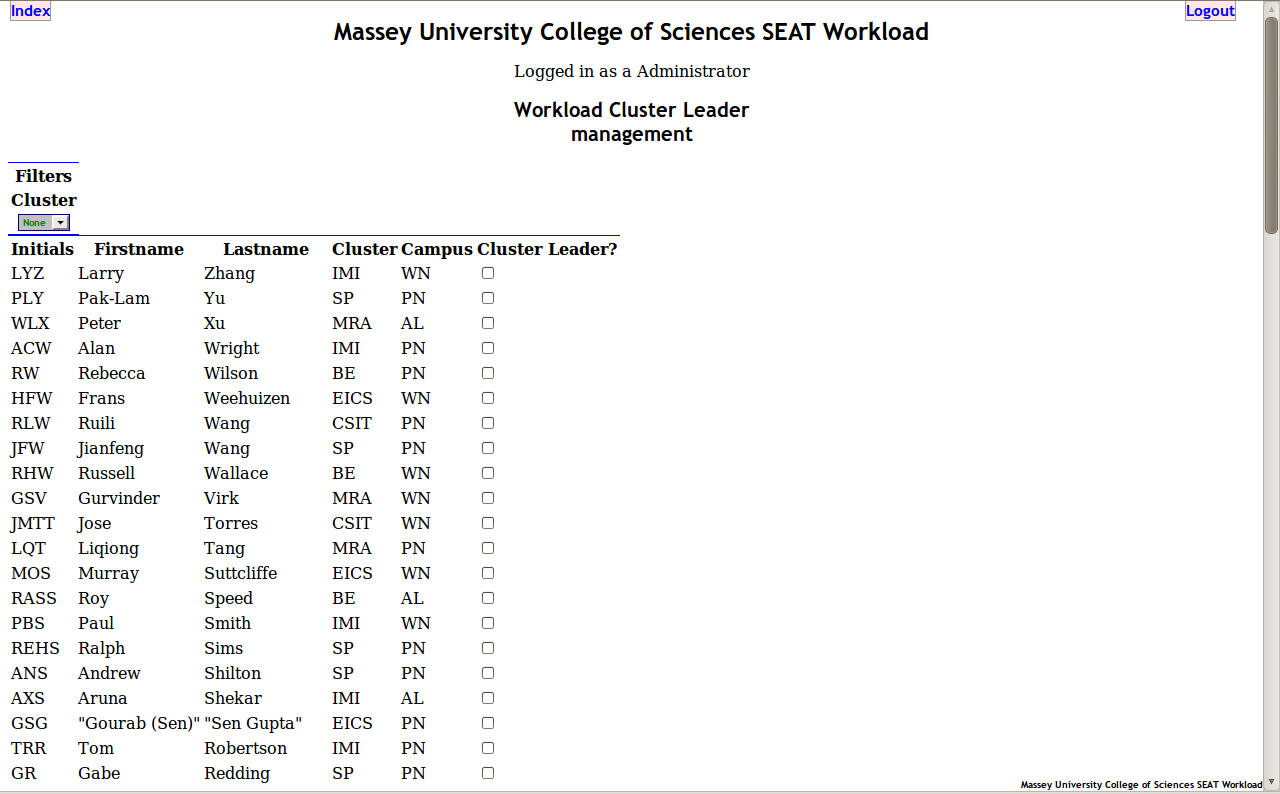 Index Logout
Massey University College of Sciences SEAT Workload
Logged in as a Administrator
Workload Cluster Leader
management
Filters
Cluster
None
Initials Firstname Lastname Cluster Campus Cluster Leader?
LYZ Larry Zhang IMI WN
PLY Pak-Lam Yu SP PN
WLX Peter Xu MRA AL
ACW Alan Wright IMI PN
RW Rebecca Wilson BE PN
HFW Frans Weehuizen EICS WN
RLW Ruili Wang CSIT PN
JFW Jianfeng Wang SP PN
RHW Russell Wallace BE WN
GSV Gurvinder Virk MRA WN
JMTT Jose Torres CSIT WN
LQT Liqiong Tang MRA PN
MOS Murray Suttcliffe EICS WN
RASS Roy Speed BE AL
PBS Paul Smith IMI WN
REHS Ralph Sims SP PN
ANS Andrew Shilton SP PN
AXS Aruna Shekar IMI AL
GSG "Gourab (Sen)" "Sen Gupta" EICS PN
TRR Tom Robertson IMI PN
GR Gabe Redding SP PN
Massey University College of Sciences SEAT Workload